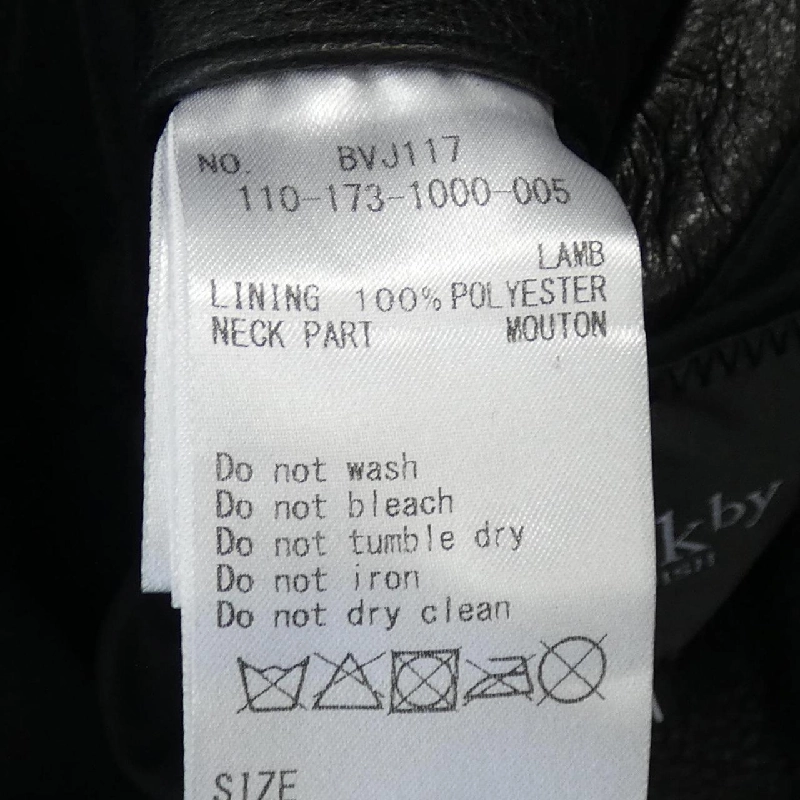 NO. BVJ117
110-173-1000-005
LAMB
LINING 100% POLYESTER
NECK PART MOUTON
Do not wash
Do not bleach
Do not tumble dry
Do not iron
Do not dry clean
SIZE
by